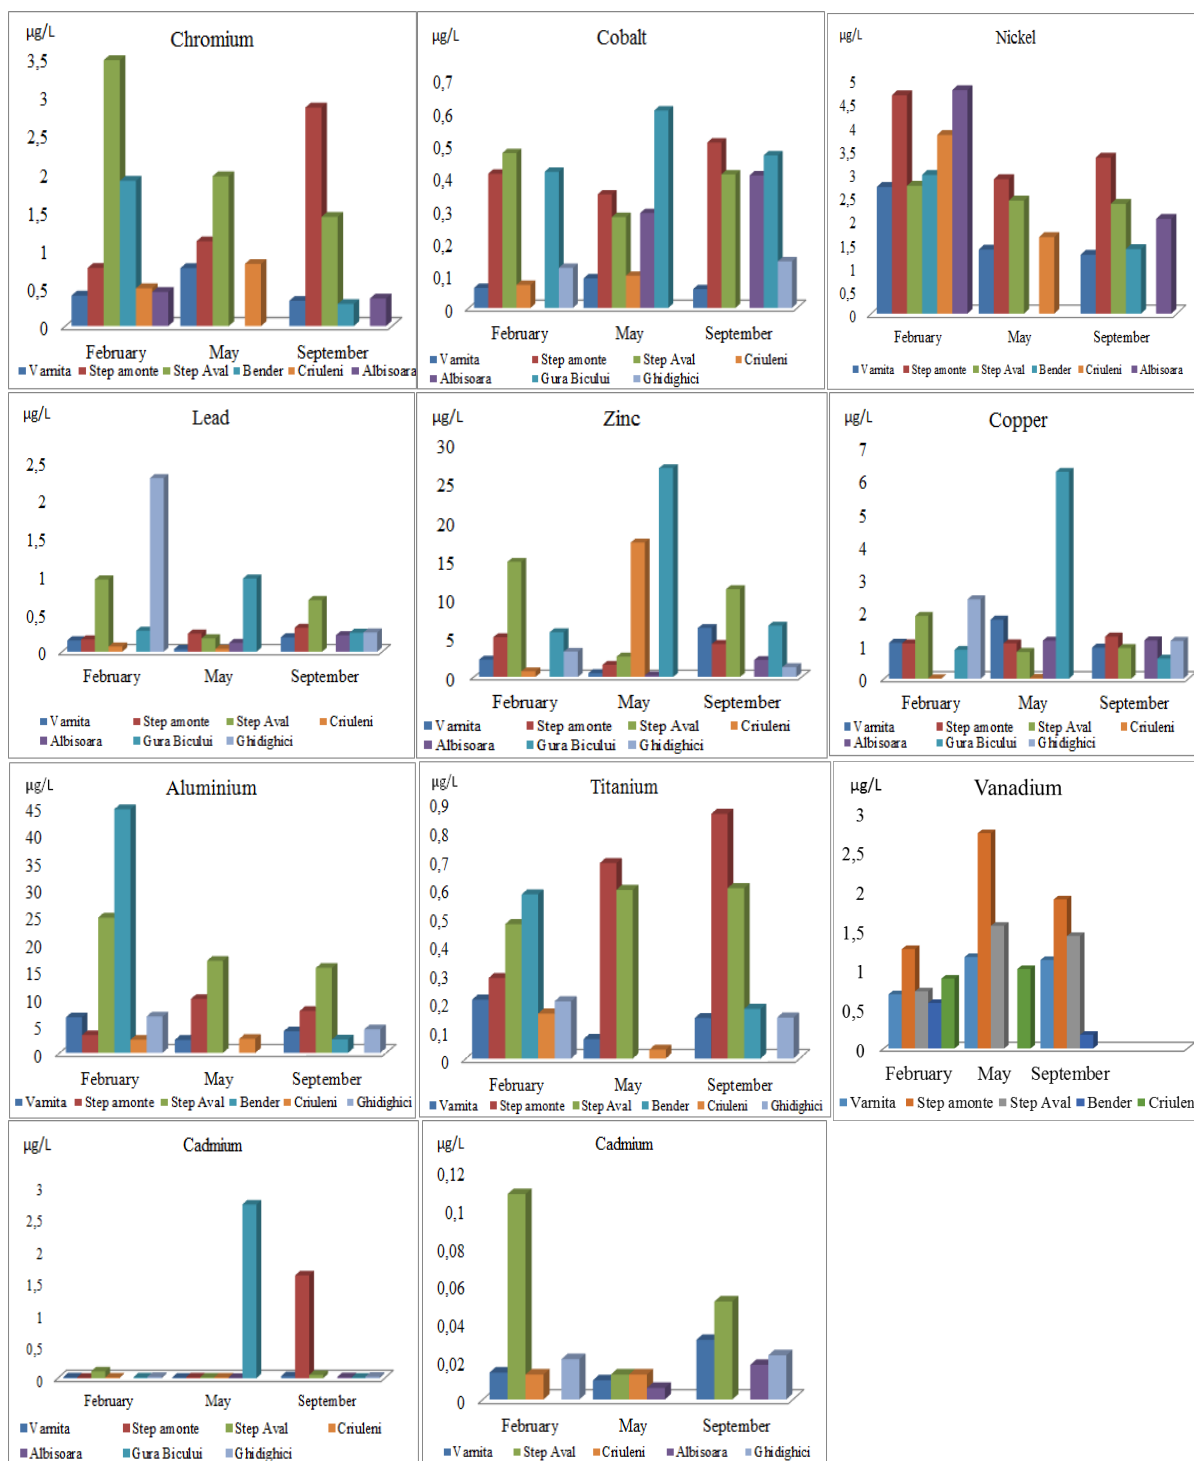 μg/L
Chromium
3,5
3
2,5
2
1,5
1
0,5
0
February May September
Varnita Step amonte Step Aval Bender Criuleni Albisoara
μg/L
Cobalt
0,7
0,6
0,5
0,4
0,3
0,2
0,1
0
February May September
Varnita Step amonte Step Aval Criuleni
Albisoara Gura Bicului Ghidighici
μg/L
Nickel
5
4,5
4
3,5
3
2,5
2
1,5
1
0,5
0
February May September
Varnita Step amonte Step Aval Bender Criuleni Albisoara
μg/L
Lead
2,5
2
1,5
1
0,5
0
February May September
Varnita Step amonte Step Aval Criuleni
Albisoara Gura Bicului Ghidighici
μg/L
Zinc
30
25
20
15
10
5
0
February May September
Varnita Step amonte Step Aval Criuleni
Albisoara Gura Bicului Ghidighici
μg/L
Copper
7
6
5
4
3
2
1
0
February May September
Varnita Step amonte Step Aval Criuleni
Albisoara Gura Bicului Ghidighici
μg/L
Aluminium
45
40
35
30
25
20
15
10
5
0
February May September
Varnita Step amonte Step Aval Bender Criuleni Ghidighici
μg/L
Titanium
0,9
0,8
0,7
0,6
0,5
0,4
0,3
0,2
0,1
0
February May September
Varnita Step amonte Step Aval Bender Criuleni Ghidighici
μg/L
Vanadium
3
2,5
2
1,5
1
0,5
0
February May September
Varnita Step amonte Step Aval Bender Criuleni
μg/L
Cadmium
3
2,5
2
1,5
1
0,5
0
February May September
Varnita Step amonte Step Aval Criuleni
Albisoara Gura Bicului Ghidighici
μg/L
Cadmium
0,12
0,1
0,08
0,06
0,04
0,02
0
February May September
Varnita Step Aval Criuleni Albisoara Ghidighici